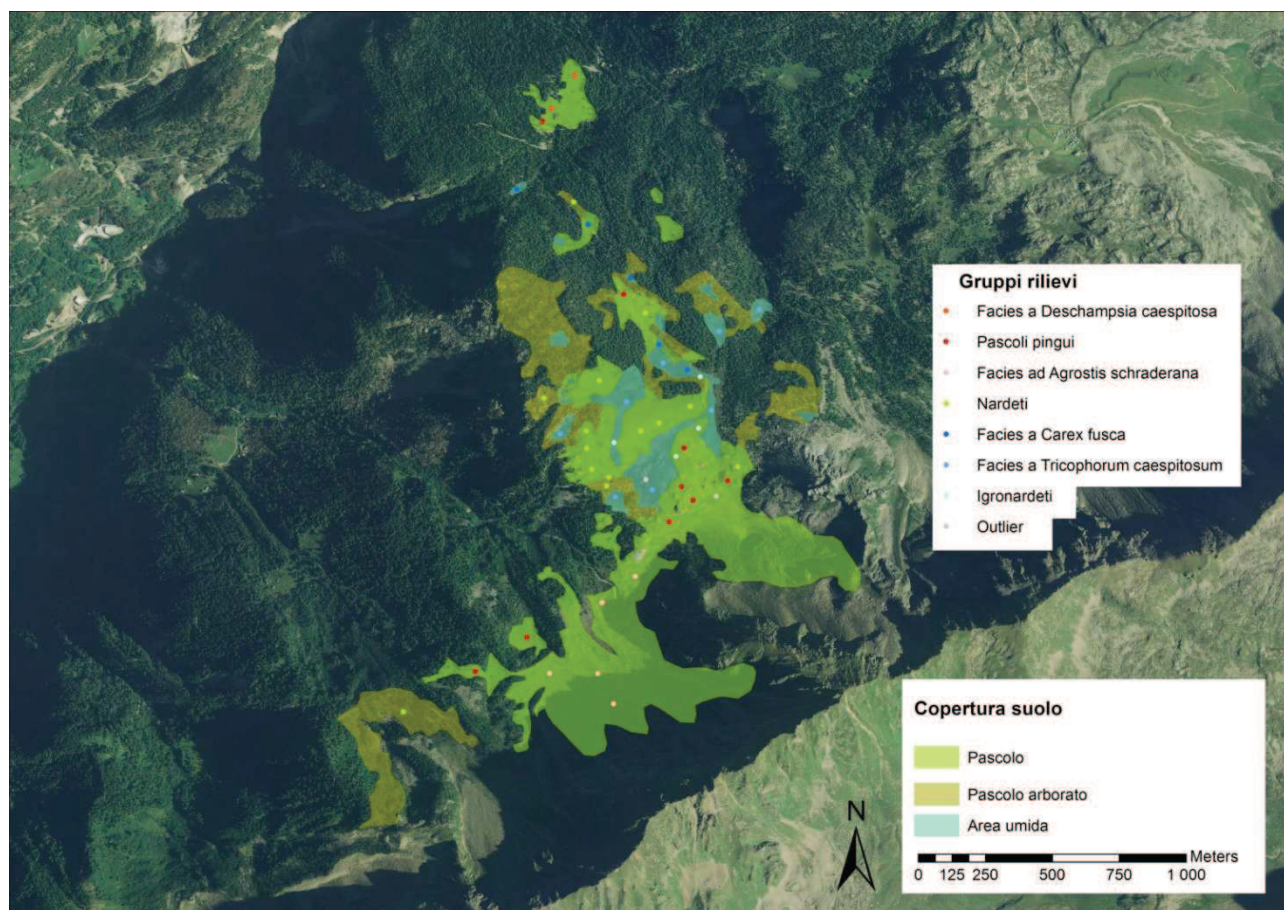 Gruppi rilievi
Facies a Deschampsia caespitosa
Pascoli pingui
Facies ad Agrostis schraderana
Nardeti
Facies a Carex fusca
Facies a Tricophorum caespitosum
Igronardeti
Outlier
Copertura suolo
Pascolo
Pascolo arborato
Area umida
N
Meters
0 125 250 500 750 1 000